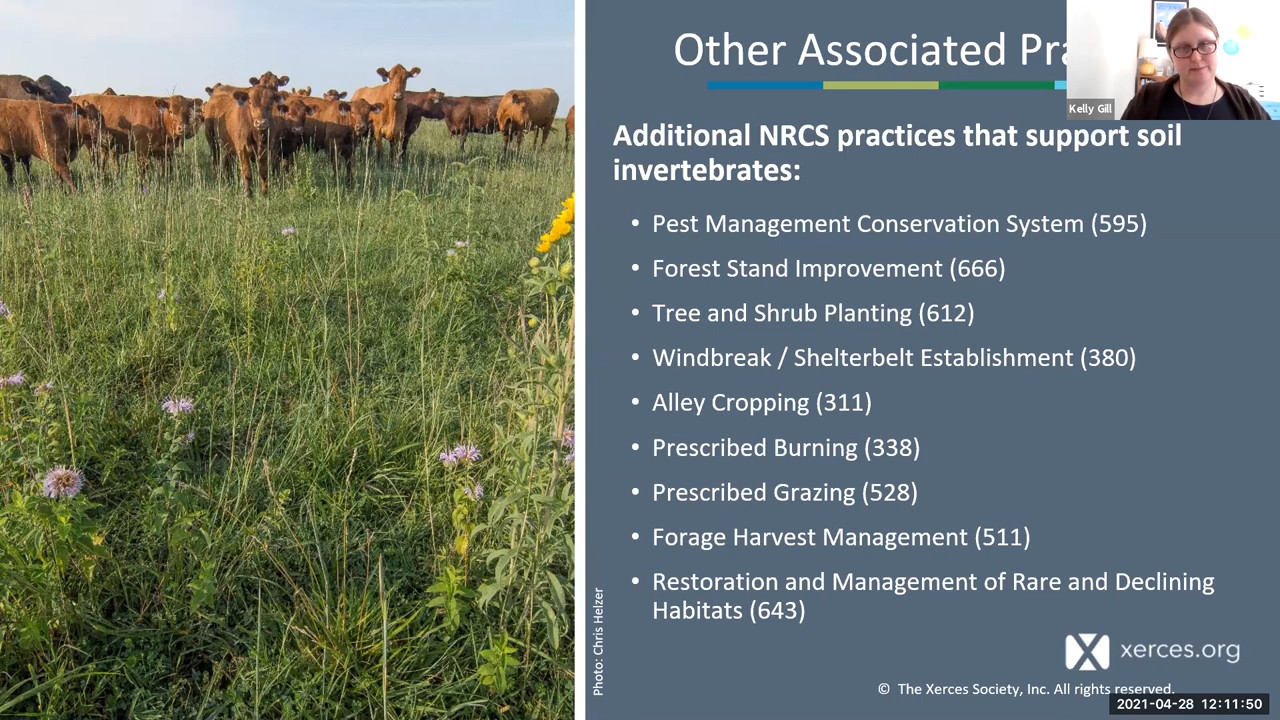 Other Associated
Kelly Gill
Additional NRCS practices that support soil
invertebrates:
• Pest Management Conservation System (595)
• Forest Stand Improvement (666)
• Tree and Shrub Planting (612)
• Windbreak / Shelterbelt Establishment (380)
• Alley Cropping (311)
• Prescribed Burning (338)
• Prescribed Grazing (528)
• Forage Harvest Management (511)
• Restoration and Management of Rare and Declining
Habitats (643)
Photo: Chris Helzer
xerces.org
© The Xerces Society, Inc. All rights reserved.
2021-04-28 12:11:50